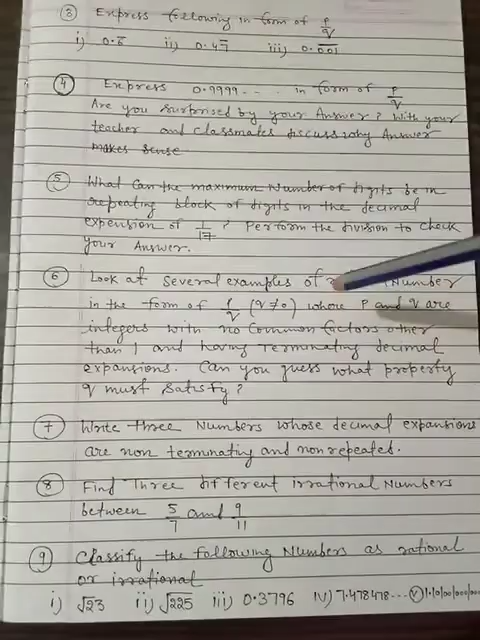 ③ Express following in form of p/q
i) 0.6̅ ii) 0.47̅ iii) 0.001̅
④ Express 0.9999.... in form of p/q
Are you surprised by your Answer? With your
teacher and classmates discuss why Answer
makes sense
⑤ What can the maximum Number of digits be in
repeating block of digits in the decimal
expension of 1/17? Perform the division to check
your Answer.
⑥ Look at several examples of Number
in the form of p/q (q≠0) whose p and q are
integers with no common factors other
than 1 and having Terminating decimal
expansions. Can you guess what property
q must satisfy?
⑦ Write three Numbers whose decimal expansions
are non terminating and non repeated.
⑧ Find Three different irrational Numbers
between 5/7 and 9/11
⑨ Classify the following Numbers as rational
or irrational
i) √23 ii) √225 iii) 0.3796 iv) 7.478478... v)